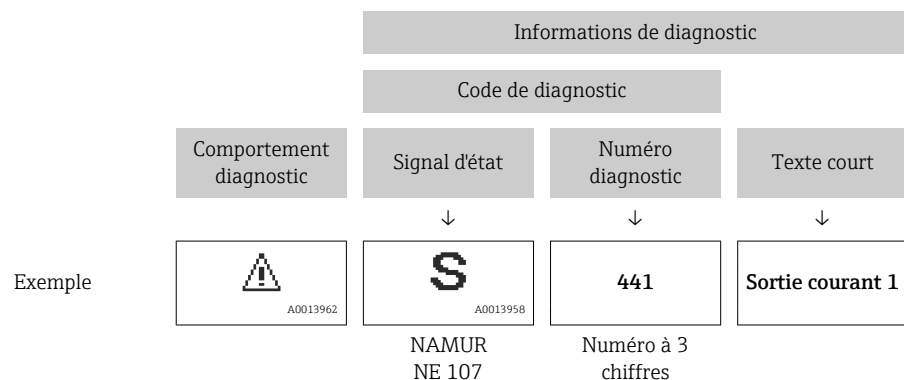 Informations de diagnostic
Code de diagnostic
Comportement
diagnostic
Signal d'état
Numéro
diagnostic
Texte court
↓ ↓ ↓
Exemple
A0013962
S
A0013958
441
Sortie courant 1
NAMUR
NE 107
Numéro à 3
chiffres